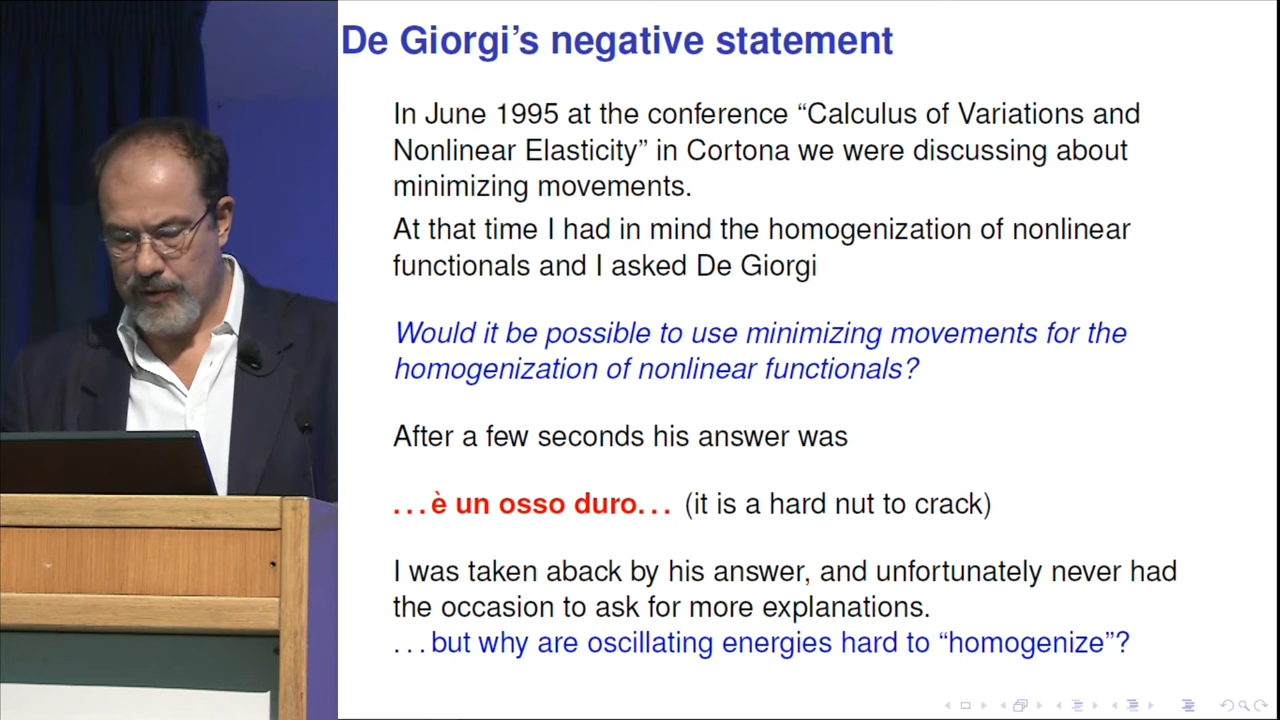 De Giorgi’s negative statement
In June 1995 at the conference “Calculus of Variations and
Nonlinear Elasticity” in Cortona we were discussing about
minimizing movements.
At that time I had in mind the homogenization of nonlinear
functionals and I asked De Giorgi
Would it be possible to use minimizing movements for the
homogenization of nonlinear functionals?
After a few seconds his answer was
...è un osso duro... (it is a hard nut to crack)
I was taken aback by his answer, and unfortunately never had
the occasion to ask for more explanations.
...but why are oscillating energies hard to “homogenize”?